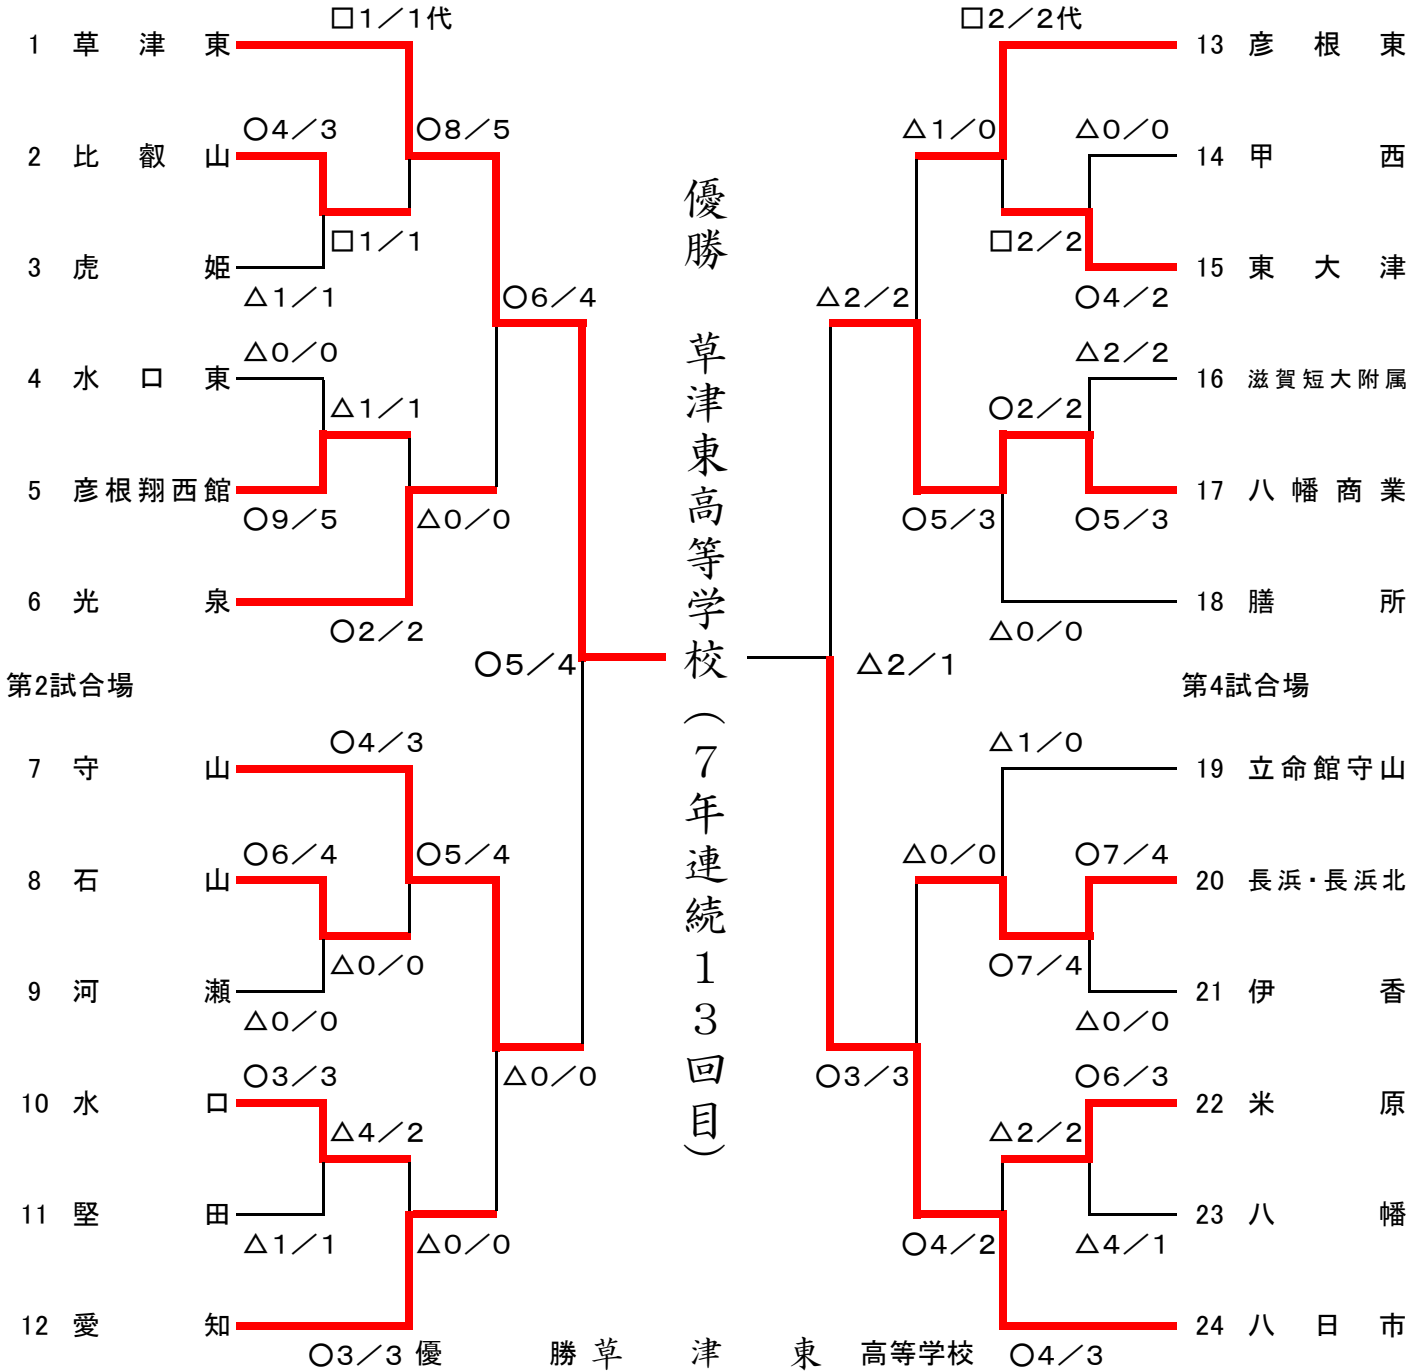 □1／1代
1 草津東
○4／3
○8／5
2 比叡山
□1／1
3 虎姫
△1／1
○6／4
△0／0
4 水口東
△1／1
5 彦根翔西館
○9／5
△0／0
6 光泉
○2／2
○5／4
第2試合場
○4／3
7 守山
○6／4
○5／4
8 石山
△0／0
9 河瀬
△0／0
○3／3
△0／0
10 水口
△4／2
11 堅田
△1／1
△0／0
12 愛知
○3／3
優勝 草津東高等学校（7年連続13回目）
□2／2代
13 彦根東
△1／0
△0／0
14 甲西
□2／2
15 東大津
△2／2
○4／2
△2／2
16 滋賀短大附属
○2／2
17 八幡商業
○5／3
○5／3
18 膳所
△0／0
△2／1
第4試合場
△1／0
19 立命館守山
△0／0
○7／4
20 長浜・長浜北
○7／4
21 伊香
△0／0
○3／3
○6／3
22 米原
△2／2
23 八幡
○4／2
△4／1
24 八日市
○4／3
優勝 草津東 高等学校